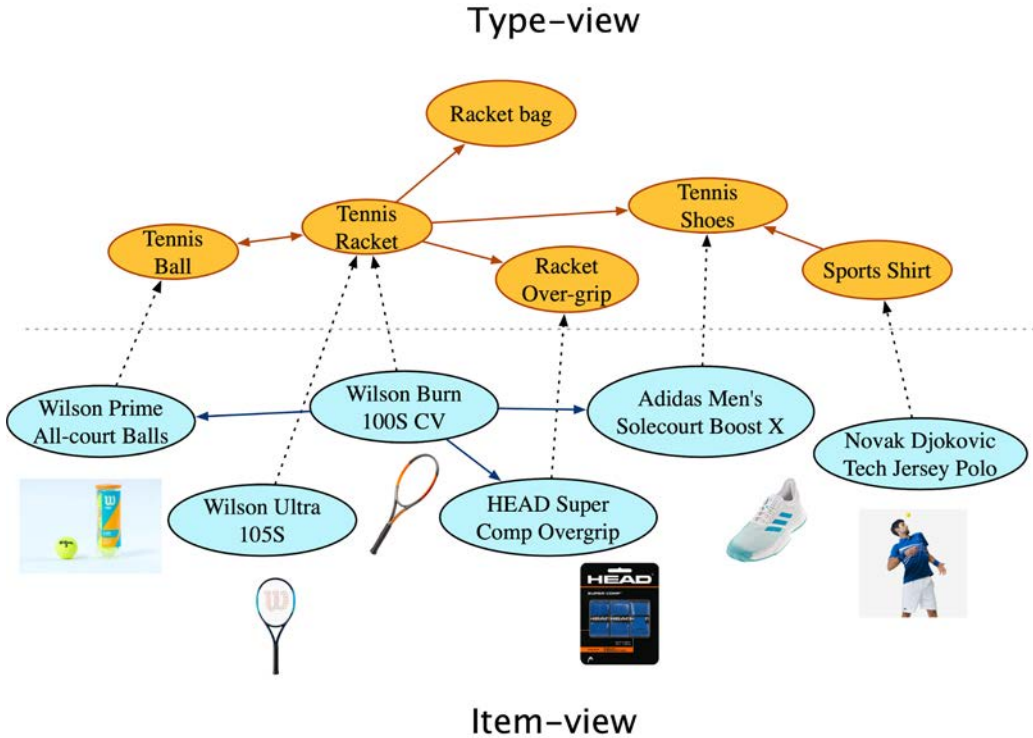 Type-view
Racket bag
Tennis
Racket
Tennis
Shoes
Tennis
Ball
Racket
Over-grip
Sports Shirt
Wilson Prime
All-court Balls
Wilson Burn
100S CV
Adidas Men's
Solecourt Boost X
Novak Djokovic
Tech Jersey Polo
Wilson Ultra
105S
HEAD Super
Comp Overgrip
W
W
HEAD
SUPER COMP
Item-view